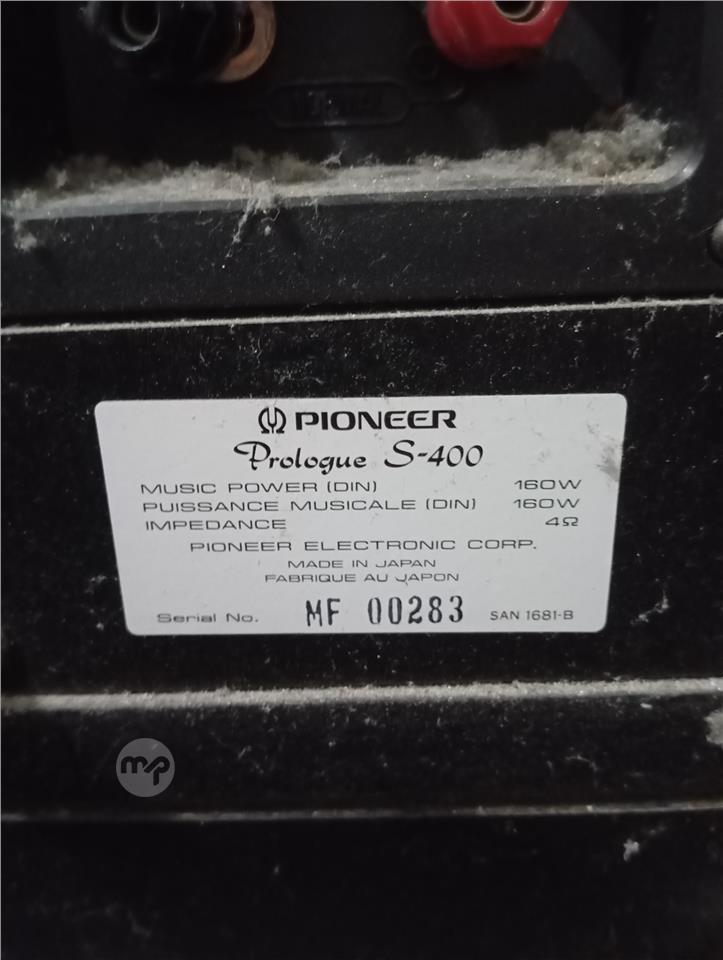 PIONEER
Prologue S-400
MUSIC POWER (DIN) 160W
PUISSANCE MUSICALE (DIN) 160W
IMPEDANCE 4Ω
PIONEER ELECTRONIC CORP.
MADE IN JAPAN
FABRIQUE AU JAPON
Serial No. MF 00283 SAN 1681-B
mp